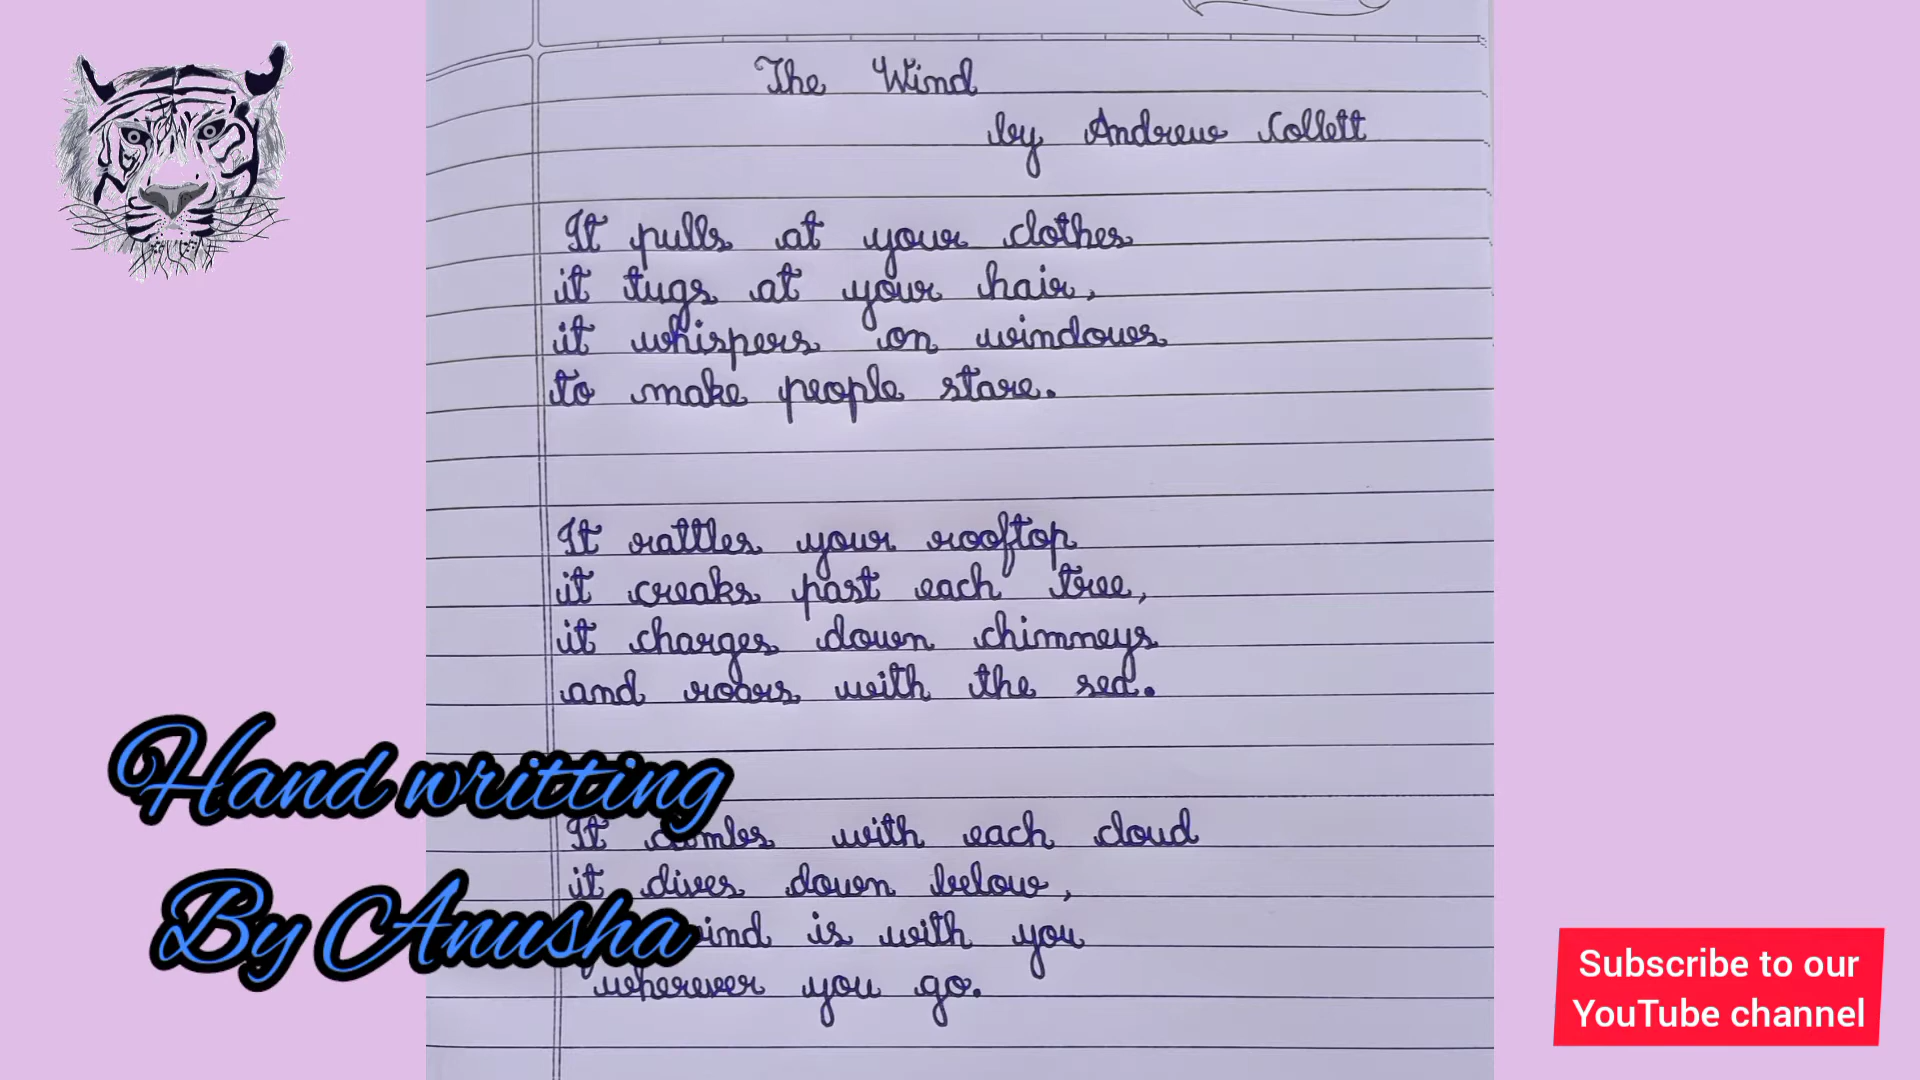 The Wind
by Andrew Collett
It pulls at your clothes
it tugs at your hair,
it whispers on windows
to make people stare.
It rattles your rooftop
it creaks past each tree,
it charges down chimneys
and roars with the sea.
It with each cloud
it dives down below,
is with you
wherever you go.
Hand writting
By Anusha
Subscribe to our
YouTube channel